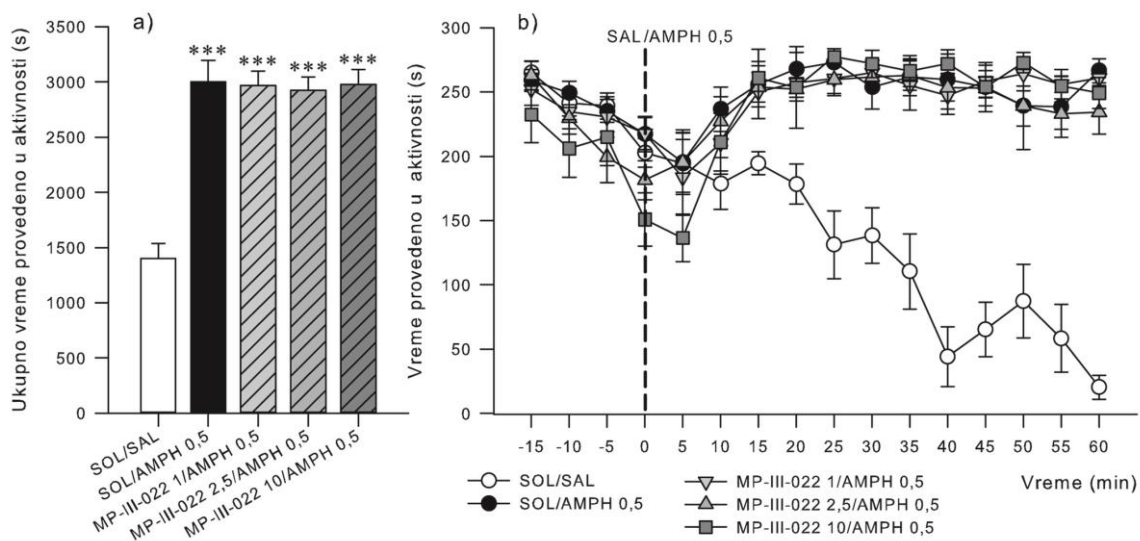 a)
Ukupno vreme provedeno u aktivnosti (s)
3500
3000
2500
2000
1500
1000
500
0
***
***
***
***
SOL/SAL
SOL/AMPH 0,5
MP-III-022 1/AMPH 0,5
MP-III-022 2,5/AMPH 0,5
MP-III-022 10/AMPH 0,5
b)
SAL/AMPH 0,5
Vreme provedeno u aktivnosti (s)
300
250
200
150
100
50
0
-15 -10 -5 0 5 10 15 20 25 30 35 40 45 50 55 60
Vreme (min)
SOL/SAL
SOL/AMPH 0,5
MP-III-022 1/AMPH 0,5
MP-III-022 2,5/AMPH 0,5
MP-III-022 10/AMPH 0,5